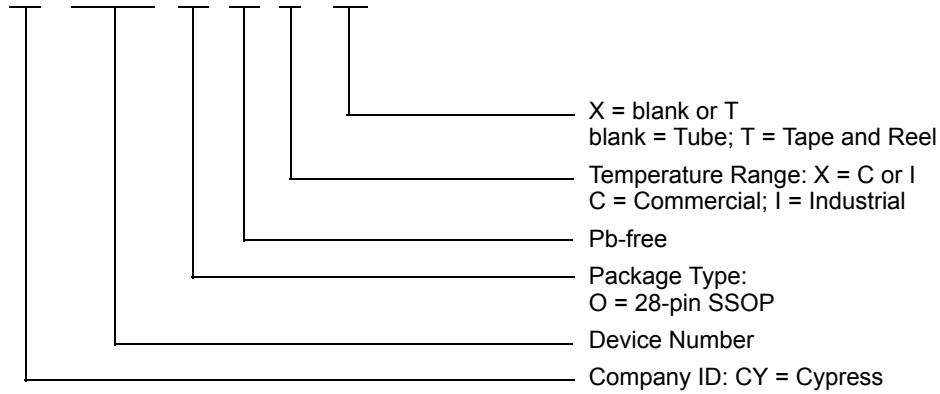 X = blank or T
blank = Tube; T = Tape and Reel
Temperature Range: X = C or I
C = Commercial; I = Industrial
Pb-free
Package Type:
O = 28-pin SSOP
Device Number
Company ID: CY = Cypress